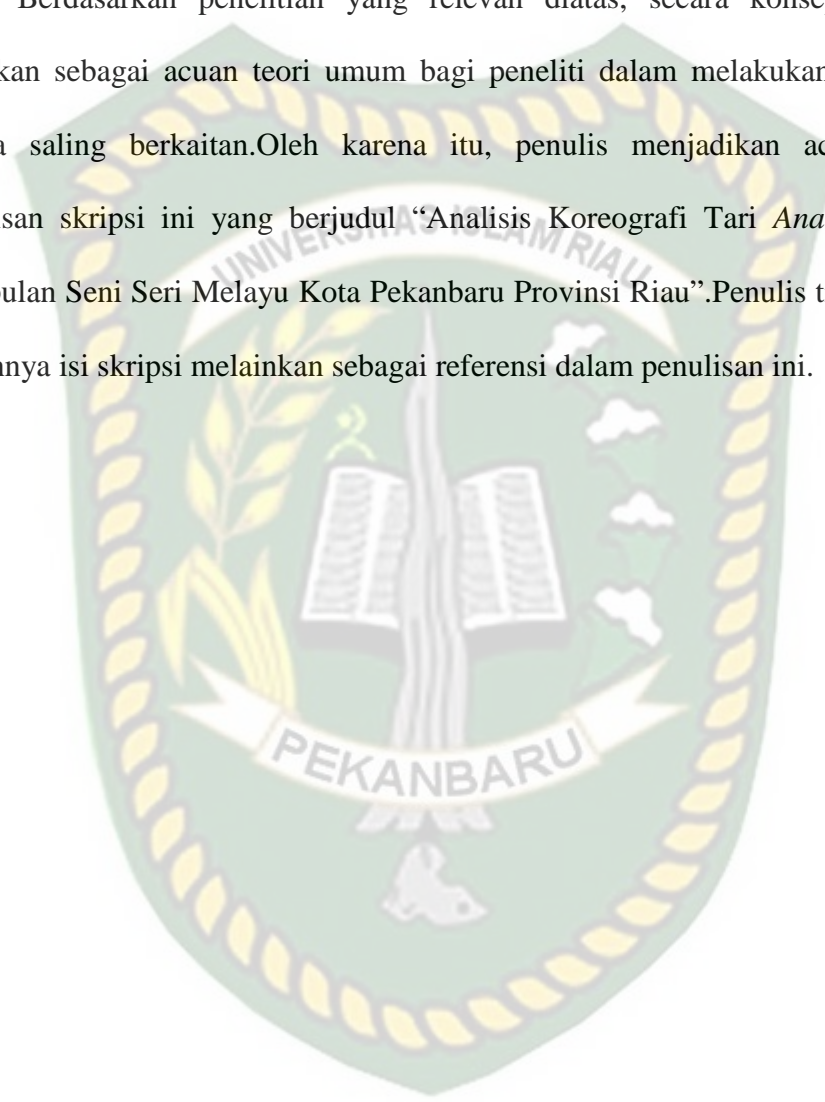 Berdasarkan penelitian yang relevan diatas, secara konse
kan sebagai acuan teori umum bagi peneliti dalam melakukan
a saling berkaitan.Oleh karena itu, penulis menjadikan ac
san skripsi ini yang berjudul “Analisis Koreografi Tari Ana
pulan Seni Seri Melayu Kota Pekanbaru Provinsi Riau”.Penulis t
nnya isi skripsi melainkan sebagai referensi dalam penulisan ini.
UNIVERSITAS ISLAM RIAU
PEKANBARU